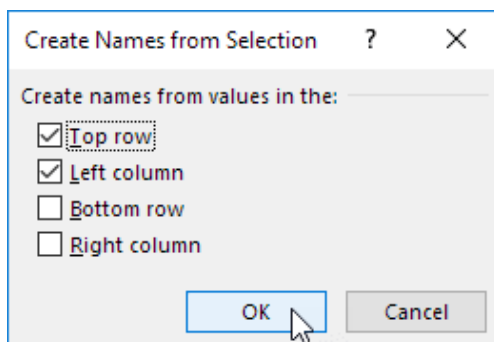 Create Names from Selection ?
Create names from values in the:
Top row
Left column
Bottom row
Right column
OK Cancel